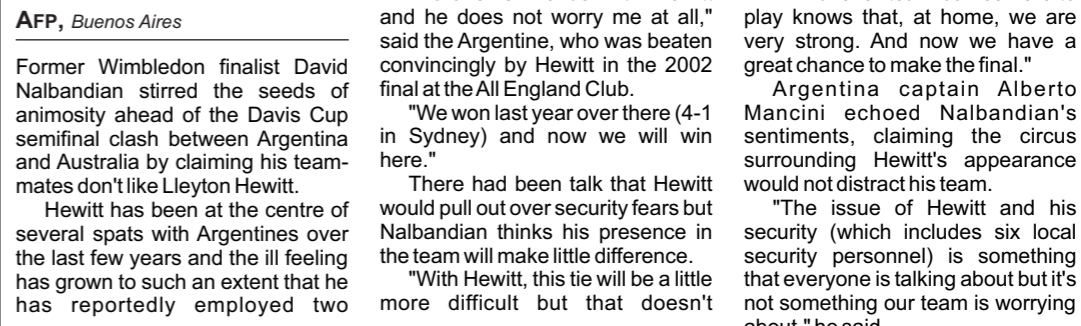 AFP, Buenos Aires
Former Wimbledon finalist David
Nalbandian stirred the seeds of
animosity ahead of the Davis Cup
semifinal clash between Argentina
and Australia by claiming his team-
mates don't like Lleyton Hewitt.
Hewitt has been at the centre of
several spats with Argentines over
the last few years and the ill feeling
has grown to such an extent that he
has reportedly employed two
and he does not worry me at all,"
said the Argentine, who was beaten
convincingly by Hewitt in the 2002
final at the All England Club.
"We won last year over there (4-1
in Sydney) and now we will win
here."
There had been talk that Hewitt
would pull out over security fears but
Nalbandian thinks his presence in
the team will make little difference.
"With Hewitt, this tie will be a little
more difficult but that doesn't
play knows that, at home, we are
very strong. And now we have a
great chance to make the final."
Argentina captain Alberto
Mancini echoed Nalbandian's
sentiments, claiming the circus
surrounding Hewitt's appearance
would not distract his team.
"The issue of Hewitt and his
security (which includes six local
security personnel) is something
that everyone is talking about but it's
not something our team is worrying
about," he said